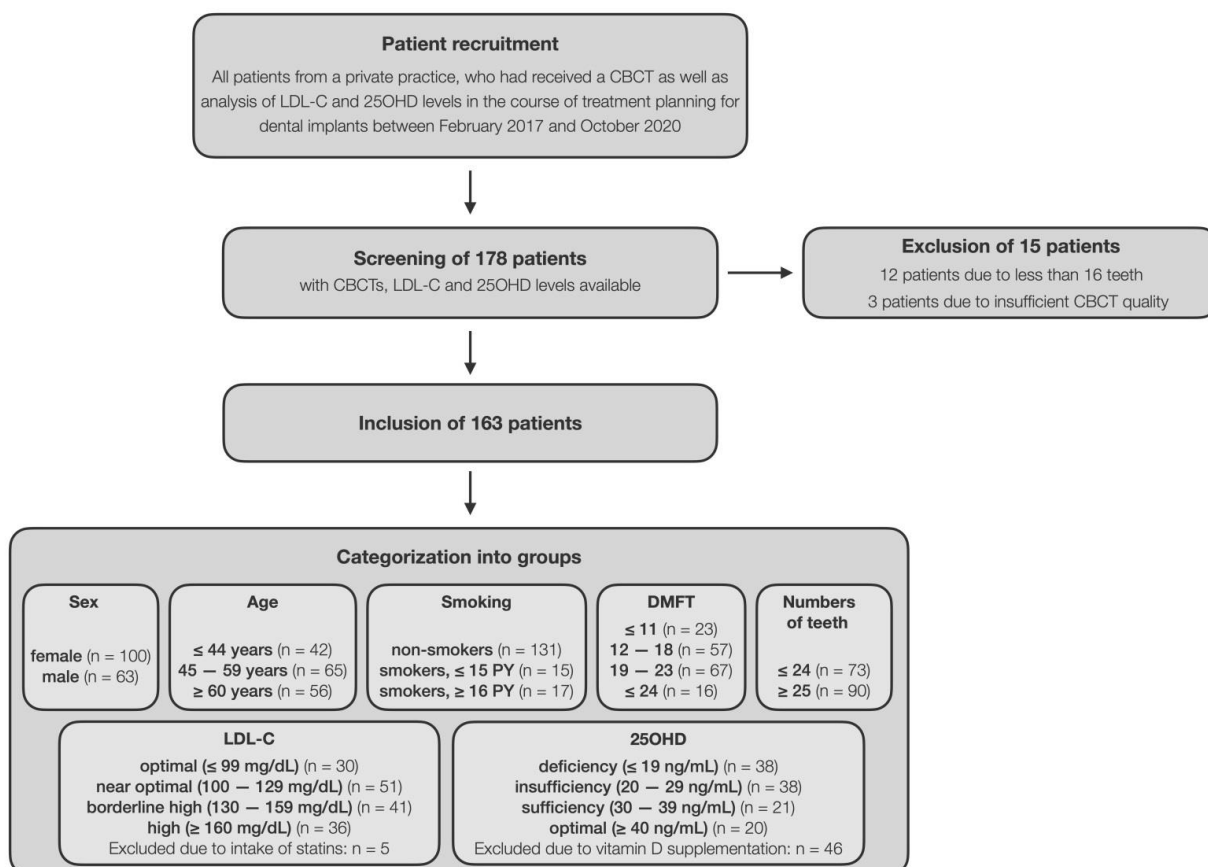 Patient recruitment
All patients from a private practice, who had received a CBCT as well as
analysis of LDL-C and 25OHD levels in the course of treatment planning for
dental implants between February 2017 and October 2020
Screening of 178 patients
with CBCTs, LDL-C and 25OHD levels available
Exclusion of 15 patients
12 patients due to less than 16 teeth
3 patients due to insufficient CBCT quality
Inclusion of 163 patients
Categorization into groups
Sex
female (n = 100)
male (n = 63)
Age
≤ 44 years (n = 42)
45 – 59 years (n = 65)
≥ 60 years (n = 56)
Smoking
non-smokers (n = 131)
smokers, ≤ 15 PY (n = 15)
smokers, ≥ 16 PY (n = 17)
DMFT
≤ 11 (n = 23)
12 – 18 (n = 57)
19 – 23 (n = 67)
≤ 24 (n = 16)
Numbers
of teeth
≤ 24 (n = 73)
≥ 25 (n = 90)
LDL-C
optimal (≤ 99 mg/dL) (n = 30)
near optimal (100 – 129 mg/dL) (n = 51)
borderline high (130 – 159 mg/dL) (n = 41)
high (≥ 160 mg/dL) (n = 36)
Excluded due to intake of statins: n = 5
25OHD
deficiency (≤ 19 ng/mL) (n = 38)
insufficiency (20 – 29 ng/mL) (n = 38)
sufficiency (30 – 39 ng/mL) (n = 21)
optimal (≥ 40 ng/mL) (n = 20)
Excluded due to vitamin D supplementation: n = 46